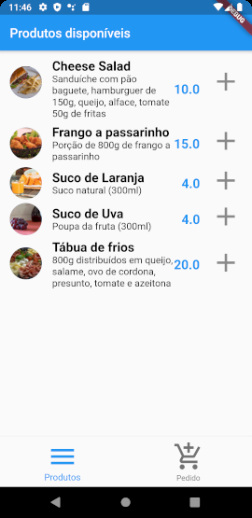 11:46
DEBUG
Produtos disponíveis
Cheese Salad
Sanduíche com pão
baguete, hamburguer de
150g, queijo, alface, tomate
50g de fritas
10.0
Frango a passarinho
Porção de 800g de frango a
passarinho
15.0
Suco de Laranja
Suco natural (300ml)
4.0
Suco de Uva
Poupa da fruta (300ml)
4.0
Tábua de frios
800g distribuídos em queijo,
salame, ovo de cordona,
presunto, tomate e azeitona
20.0
Produtos
Pedido